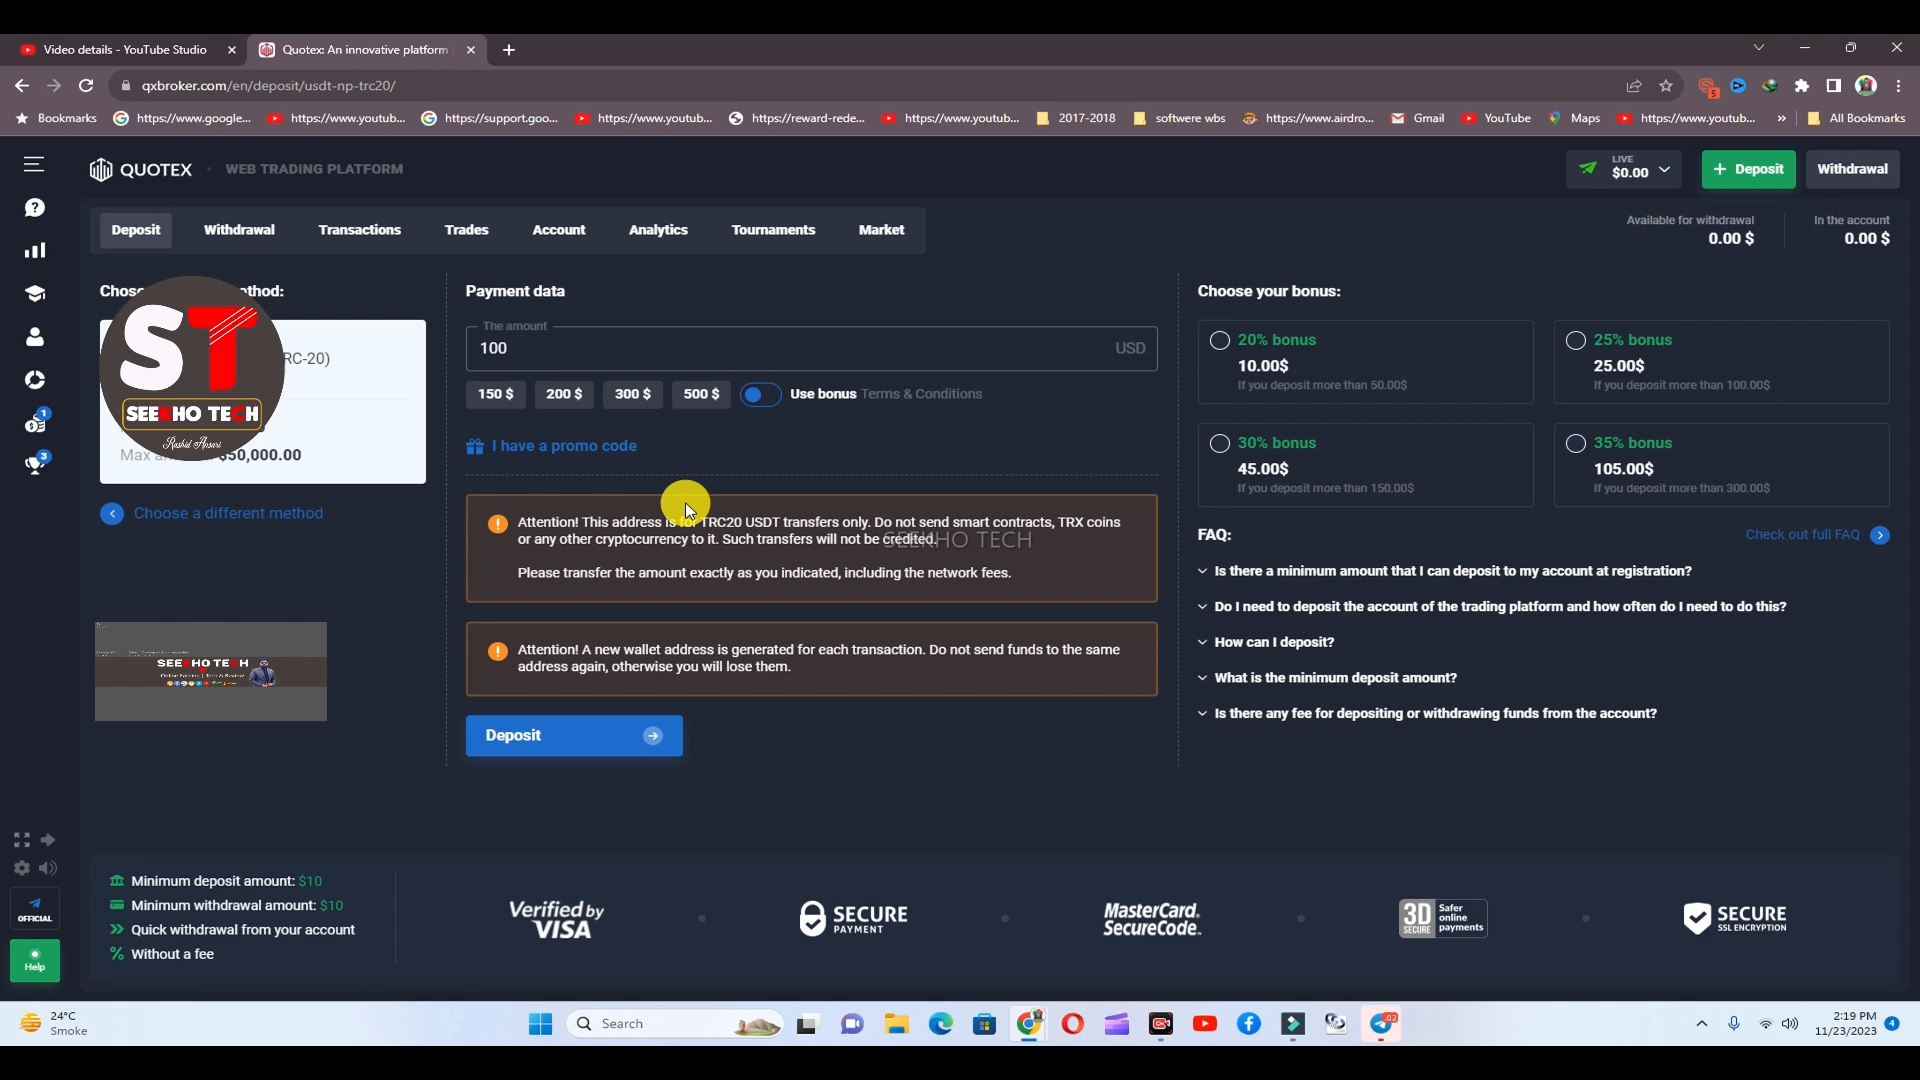 Video details - YouTube Studio
Quotex: An innovative platform
qxbroker.com/en/deposit/usdt-np-trc20/
5
Bookmarks
https://www.google...
https://www.youtub...
https://support.goo...
https://www.youtub...
https://reward-rede...
https://www.youtub...
2017-2018
softwere wbs
https://www.airdro...
Gmail
YouTube
Maps
https://www.youtub...
All Bookmarks
QUOTEX
WEB TRADING PLATFORM
LIVE
$0.00
+ Deposit
Withdrawal
Deposit
Withdrawal
Transactions
Trades
Account
Analytics
Tournaments
Market
Available for withdrawal
0.00 $
In the account
0.00 $
1
3
thod:
RC-20)
$50,000.00
ST
SEEKHO TECH
Rashid Ansari
Choose a different method
SEEKHO TECH
Payment data
The amount
100
USD
150 $
200 $
300 $
500 $
Use bonus Terms & Conditions
I have a promo code
Attention! This address is for TRC20 USDT transfers only. Do not send smart contracts, TRX coins
or any other cryptocurrency to it. Such transfers will not be credited.
SEEKHO TECH
Please transfer the amount exactly as you indicated, including the network fees.
Attention! A new wallet address is generated for each transaction. Do not send funds to the same
address again, otherwise you will lose them.
Deposit
Choose your bonus:
20% bonus
10.00$
If you deposit more than 50.00$
25% bonus
25.00$
If you deposit more than 100.00$
30% bonus
45.00$
If you deposit more than 150.00$
35% bonus
105.00$
If you deposit more than 300.00$
FAQ:
Check out full FAQ
Is there a minimum amount that I can deposit to my account at registration?
Do I need to deposit the account of the trading platform and how often do I need to do this?
How can I deposit?
What is the minimum deposit amount?
Is there any fee for depositing or withdrawing funds from the account?
OFFICIAL
Help
Minimum deposit amount: $10
Minimum withdrawal amount: $10
Quick withdrawal from your account
Without a fee
Verified by
VISA
SECURE
PAYMENT
MasterCard.
SecureCode.
3D
SECURE
Safer
online
payments
SECURE
SSL ENCRYPTION
24°C
Smoke
Search
02
2:19 PM
11/23/2023
4